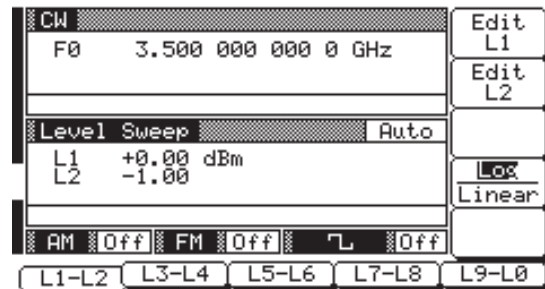 CW
F0 3.500 000 000 0 GHz
Level Sweep Auto
L1 +0.00 dBm
L2 -1.00
AM Off FM Off Off
Edit
L1
Edit
L2
Log
Linear
L1-L2 L3-L4 L5-L6 L7-L8 L9-L0